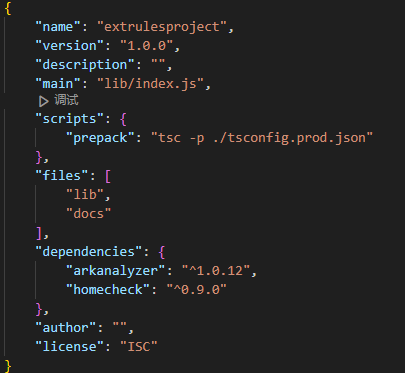 {
    "name": "extrulesproject",
    "version": "1.0.0",
    "description": "",
    "main": "lib/index.js",
    ▷ 调试
    "scripts": {
        "prepack": "tsc -p ./tsconfig.prod.json"
    },
    "files": [
        "lib",
        "docs"
    ],
    "dependencies": {
        "arkanalyzer": "^1.0.12",
        "homecheck": "^0.9.0"
    },
    "author": "",
    "license": "ISC"
}